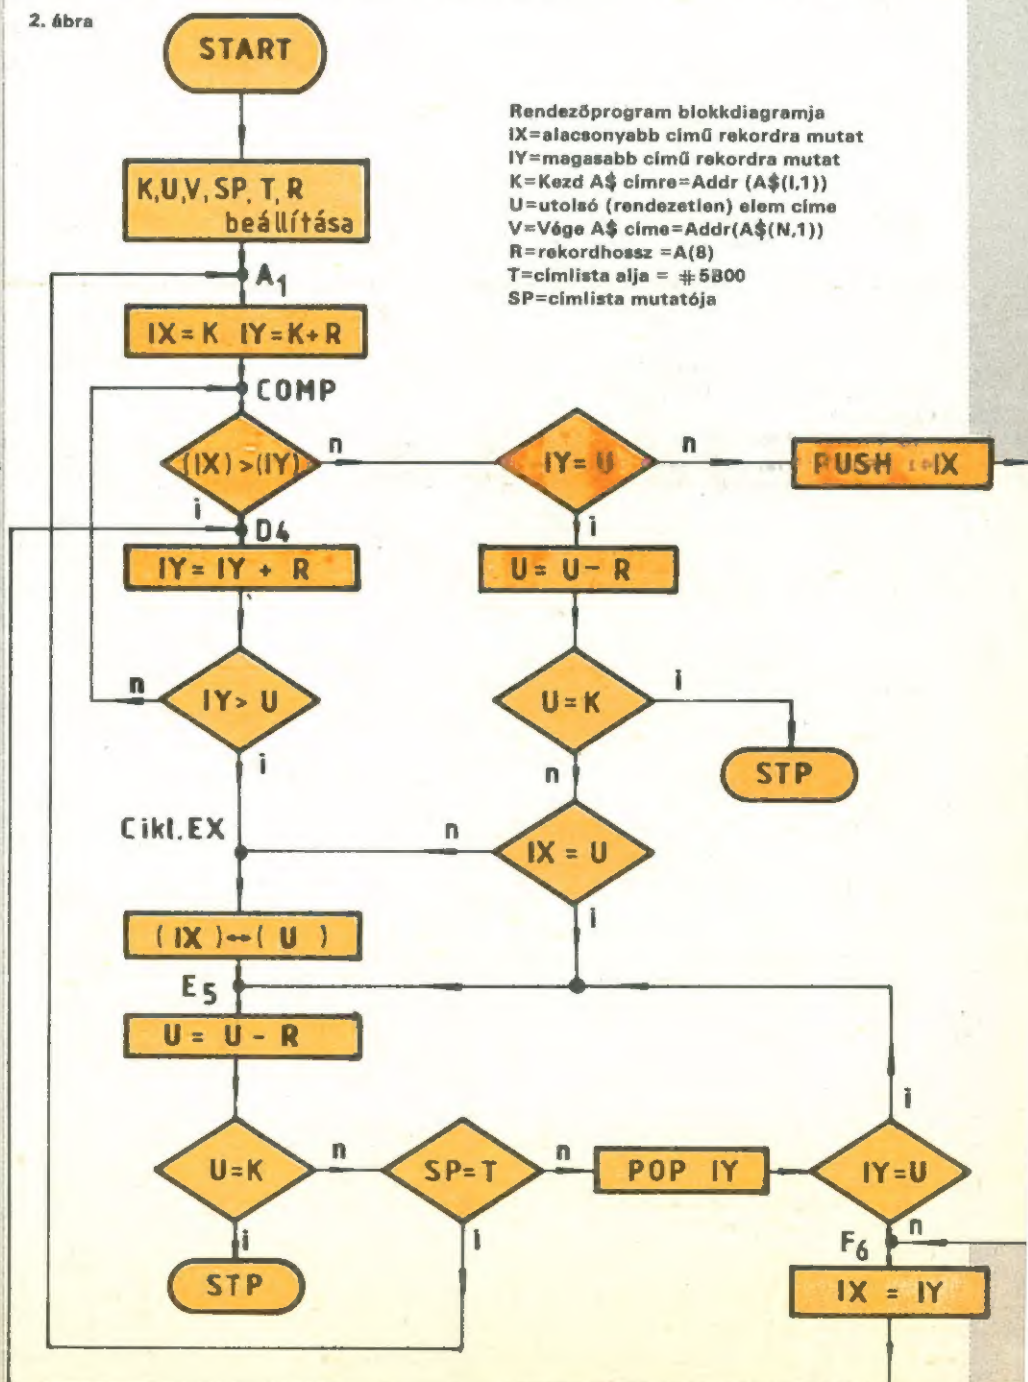 2. ábra
START
Rendezőprogram blokkdiagramja
IX=alacsonyabb című rekordra mutat
IY=magasabb című rekordra mutat
K=Kezd A$ címre=Addr (A$(I,1))
U=utolsó (rendezetlen) elem címe
V=Vége A$ címe=Addr(A$(N,1))
R=rekordhossz =A(8)
T=címlista alja = #5B00
SP=címlista mutatója
K,U,V, SP, T, R
beállítása
A1
IX = K IY = K+R
COMP
(IX) >(IY)
n
IY= U
n
PUSH IX
i
D4
i
IY= IY + R
U= U- R
n
IY> U
U=K
i
i
n
STP
Cikl.EX
n
IX = U
i
(IX)↔( U )
E5
U= U - R
i
U=K
n
SP=T
n
POP IY
IY=U
i
i
n
F6
STP
IX = IY